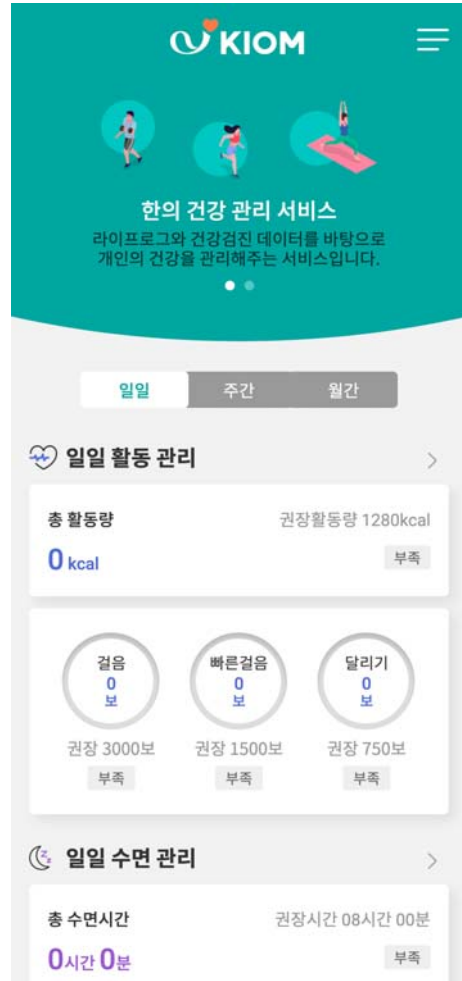 KIOM
한의 건강 관리 서비스
라이프로그와 건강검진 데이터를 바탕으로
개인의 건강을 관리해주는 서비스입니다.
일일 주간 월간
일일 활동 관리
총 활동량 권장활동량 1280kcal
0 kcal 부족
걸음 빠른걸음 달리기
0 0 0
보 보 보
권장 3000보 권장 1500보 권장 750보
부족 부족 부족
일일 수면 관리
총 수면시간 권장시간 08시간 00분
0시간 0분 부족